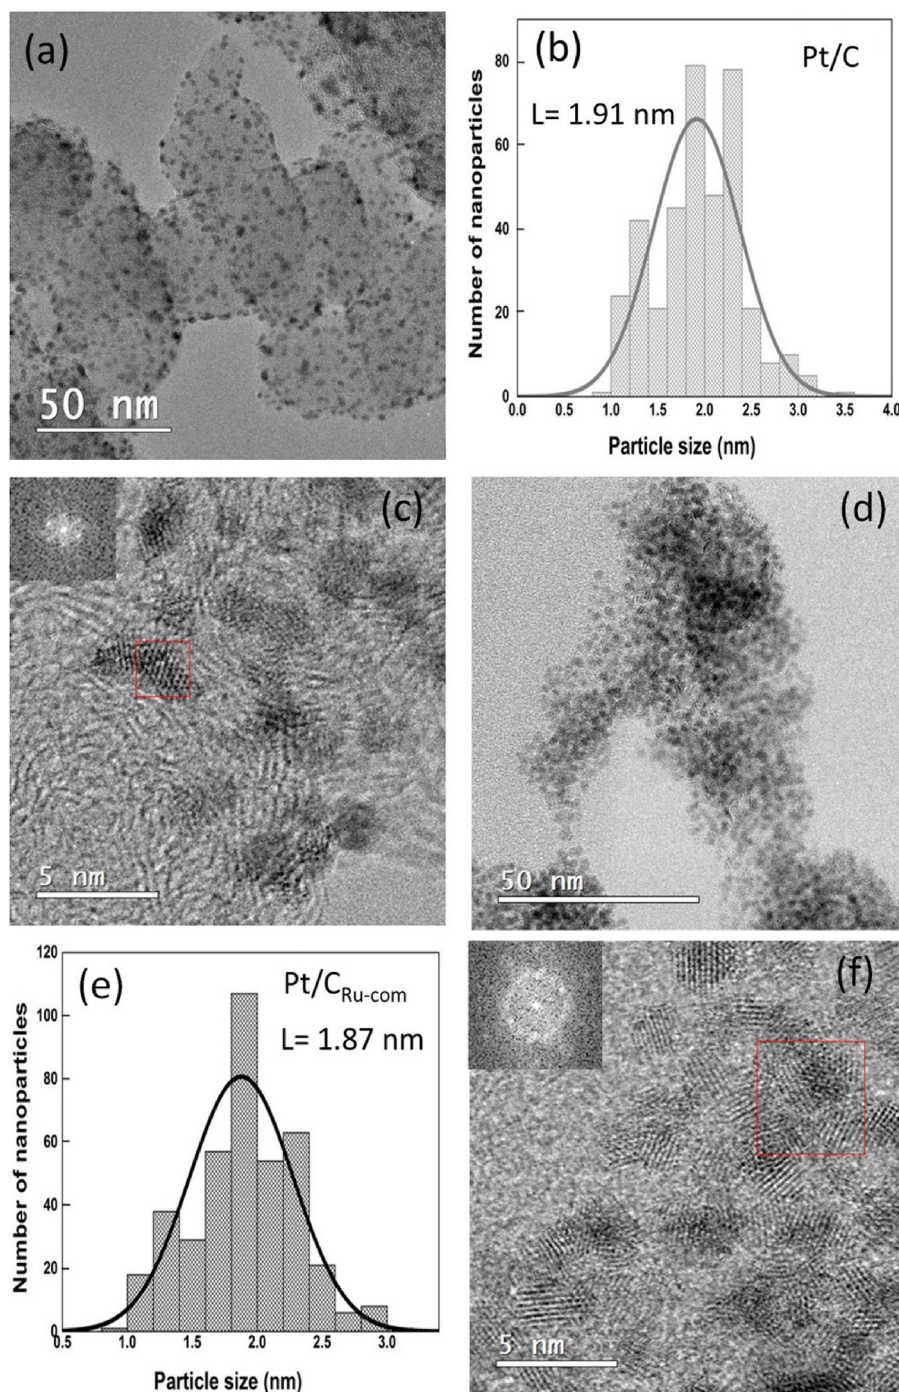 (a)
50 nm
(b)
Pt/C
L= 1.91 nm
Number of nanoparticles
80
60
40
20
0
0.0 0.5 1.0 1.5 2.0 2.5 3.0 3.5 4.0
Particle size (nm)
(c)
5 nm
(d)
50 nm
(e)
Pt/CRu-com
L= 1.87 nm
Number of nanoparticles
120
100
80
60
40
20
0
0.5 1.0 1.5 2.0 2.5 3.0
Particle size (nm)
(f)
5 nm